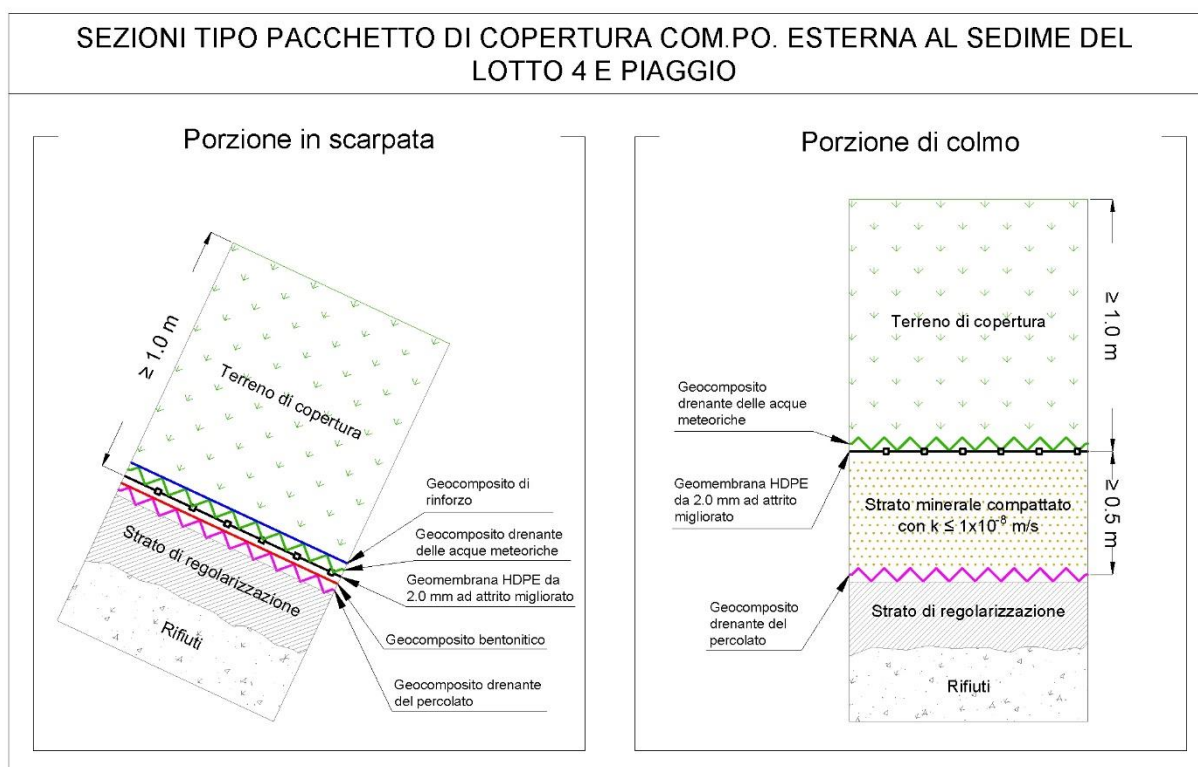 SEZIONI TIPO PACCHETTO DI COPERTURA COM.PO. ESTERNA AL SEDIME DEL
LOTTO 4 E PIAGGIO
Porzione in scarpata
≥ 1.0 m
Terreno di copertura
Strato di regolarizzazione
Rifiuti
Geocomposito di
rinforzo
Geocomposito drenante
delle acque meteoriche
Geomembrana HDPE da
2.0 mm ad attrito migliorato
Geocomposito bentonitico
Geocomposito drenante
del percolato
Porzione di colmo
Terreno di copertura
≥ 1.0 m
Geocomposito
drenante delle acque
meteoriche
Geomembrana HDPE
da 2.0 mm ad attrito
migliorato
Strato minerale compattato
con k ≤ 1x10⁻⁸ m/s
≥ 0.5 m
Geocomposito
drenante del
percolato
Strato di regolarizzazione
Rifiuti